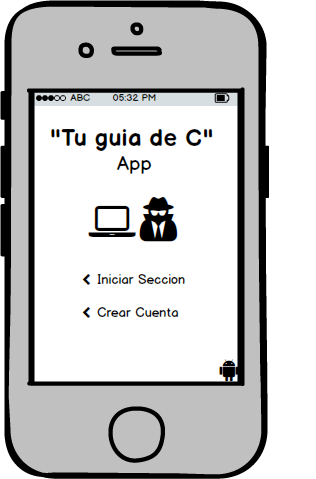 ABC 05:32 PM
"Tu guia de C"
App
Iniciar Seccion
Crear Cuenta